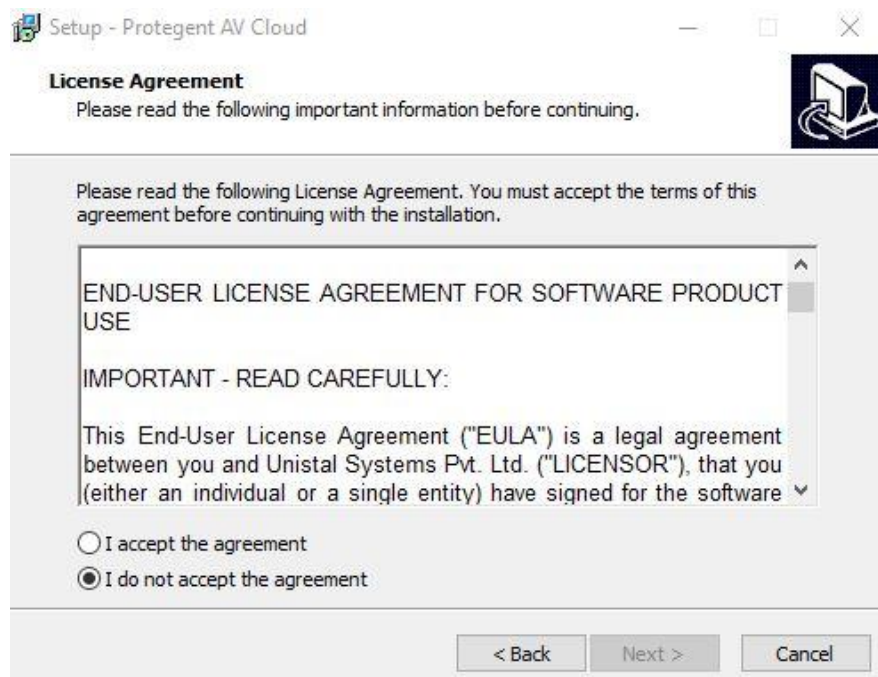 Setup - Protegent AV Cloud
License Agreement
Please read the following important information before continuing.
Please read the following License Agreement. You must accept the terms of this
agreement before continuing with the installation.
END-USER LICENSE AGREEMENT FOR SOFTWARE PRODUCT
USE
IMPORTANT - READ CAREFULLY:
This End-User License Agreement ("EULA") is a legal agreement
between you and Unistal Systems Pvt. Ltd. ("LICENSOR"), that you
(either an individual or a single entity) have signed for the software
I accept the agreement
I do not accept the agreement
< Back Next > Cancel